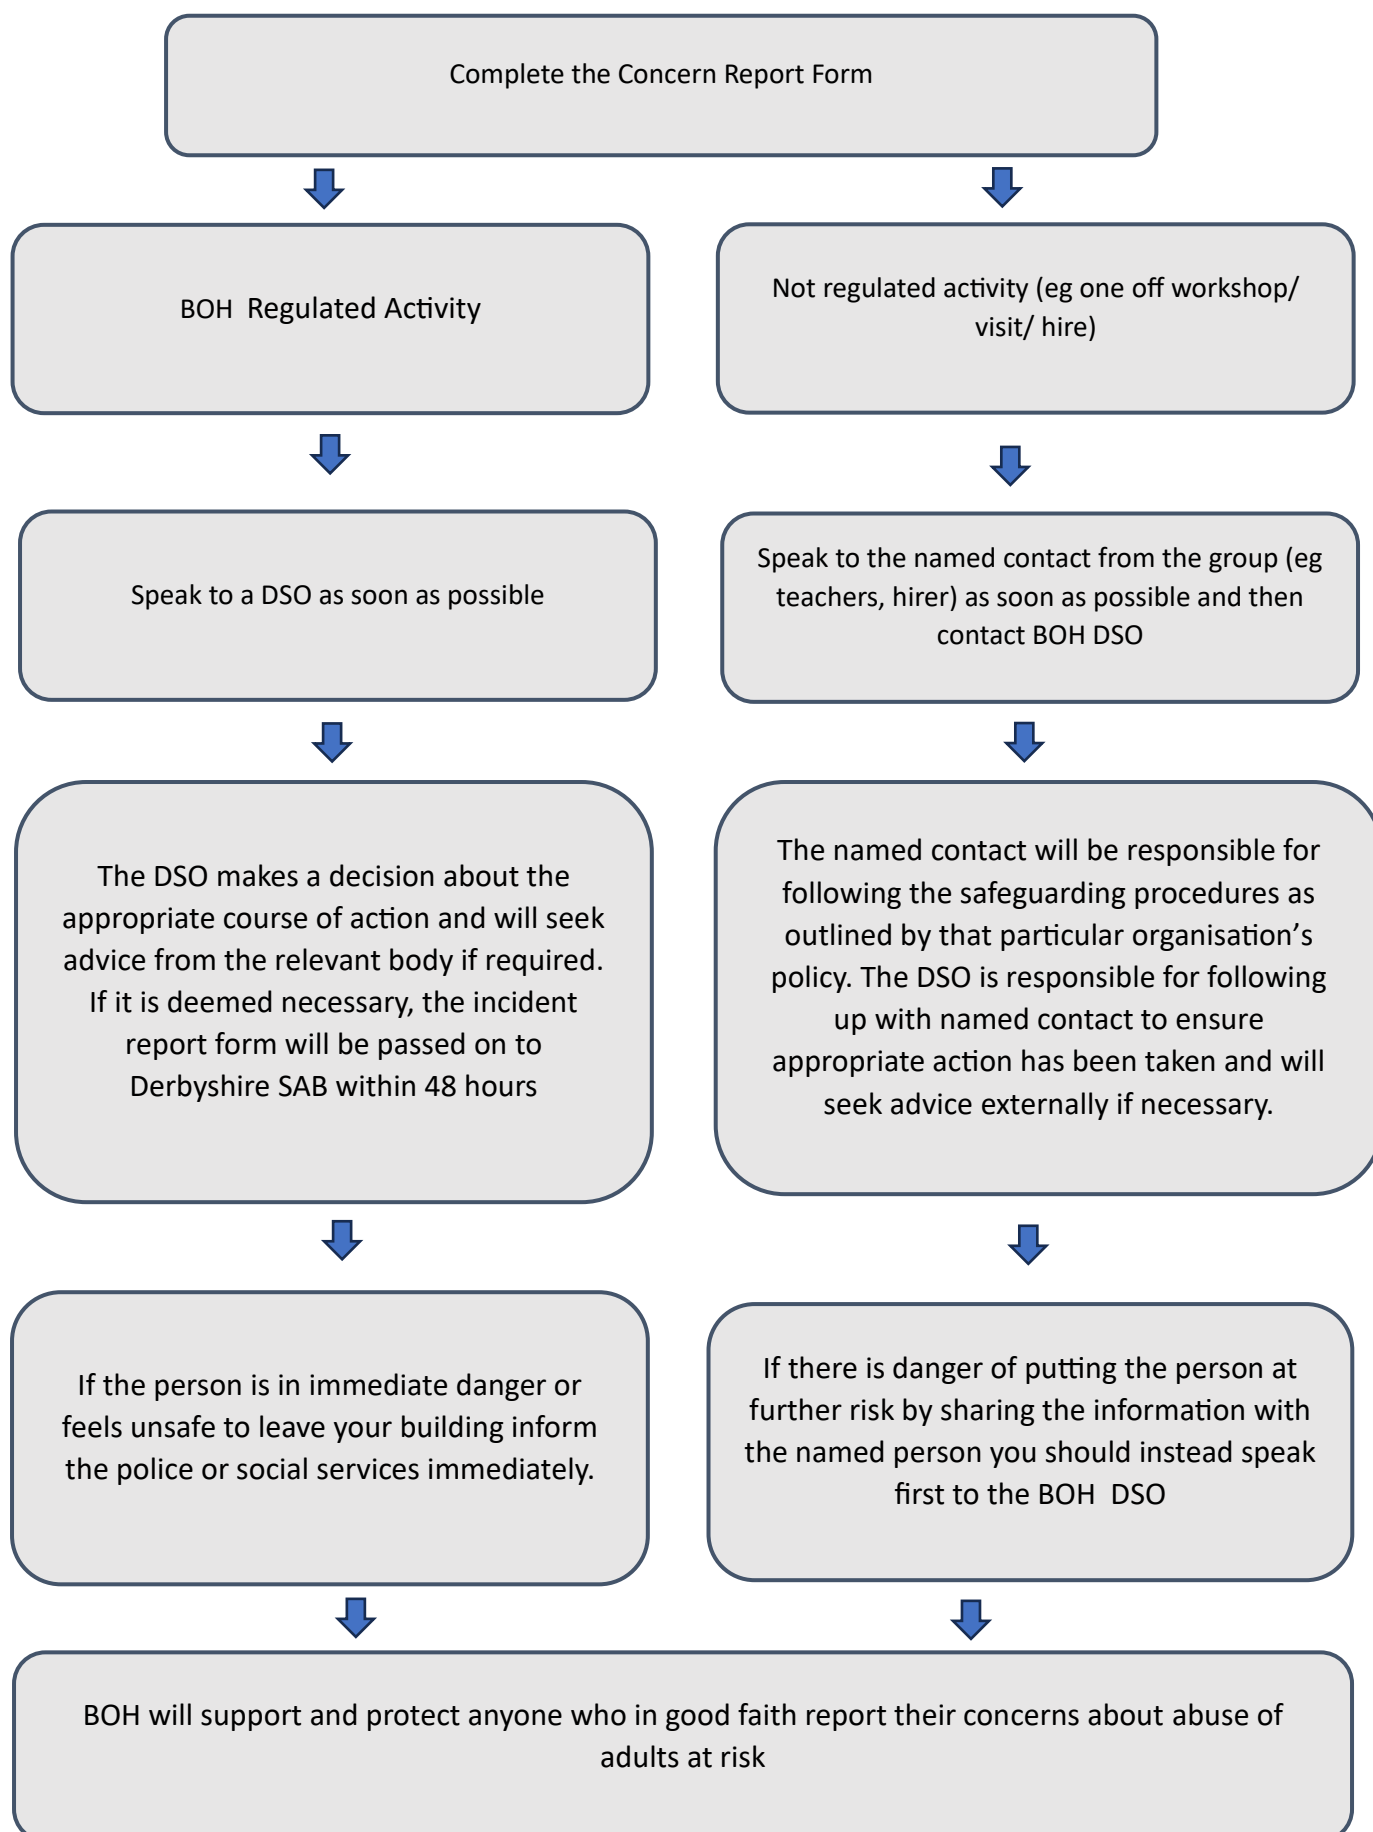 Complete the Concern Report Form
BOH Regulated Activity
Not regulated activity (eg one off workshop/
visit/ hire)
Speak to a DSO as soon as possible
Speak to the named contact from the group (eg
teachers, hirer) as soon as possible and then
contact BOH DSO
The DSO makes a decision about the
appropriate course of action and will seek
advice from the relevant body if required.
If it is deemed necessary, the incident
report form will be passed on to
Derbyshire SAB within 48 hours
The named contact will be responsible for
following the safeguarding procedures as
outlined by that particular organisation’s
policy. The DSO is responsible for following
up with named contact to ensure
appropriate action has been taken and will
seek advice externally if necessary.
If the person is in immediate danger or
feels unsafe to leave your building inform
the police or social services immediately.
If there is danger of putting the person at
further risk by sharing the information with
the named person you should instead speak
first to the BOH DSO
BOH will support and protect anyone who in good faith report their concerns about abuse of
adults at risk